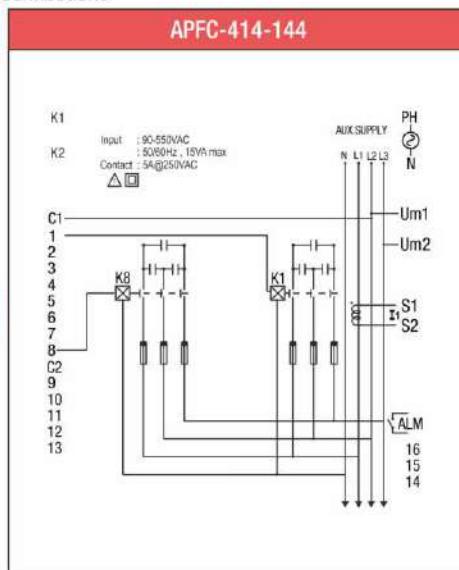 APFC-414-144
K1
PH
AUX.SUPPLY
Input : 90-550VAC
K2
: 50/60Hz , 15VA max
Contact : 5A@250VAC
N L1 L2 L3
N
C1
Um1
1
2
Um2
3
K8
K1
4
5
S1
I1
6
S2
7
8
C2
9
10
11
ALM
12
16
13
15
14